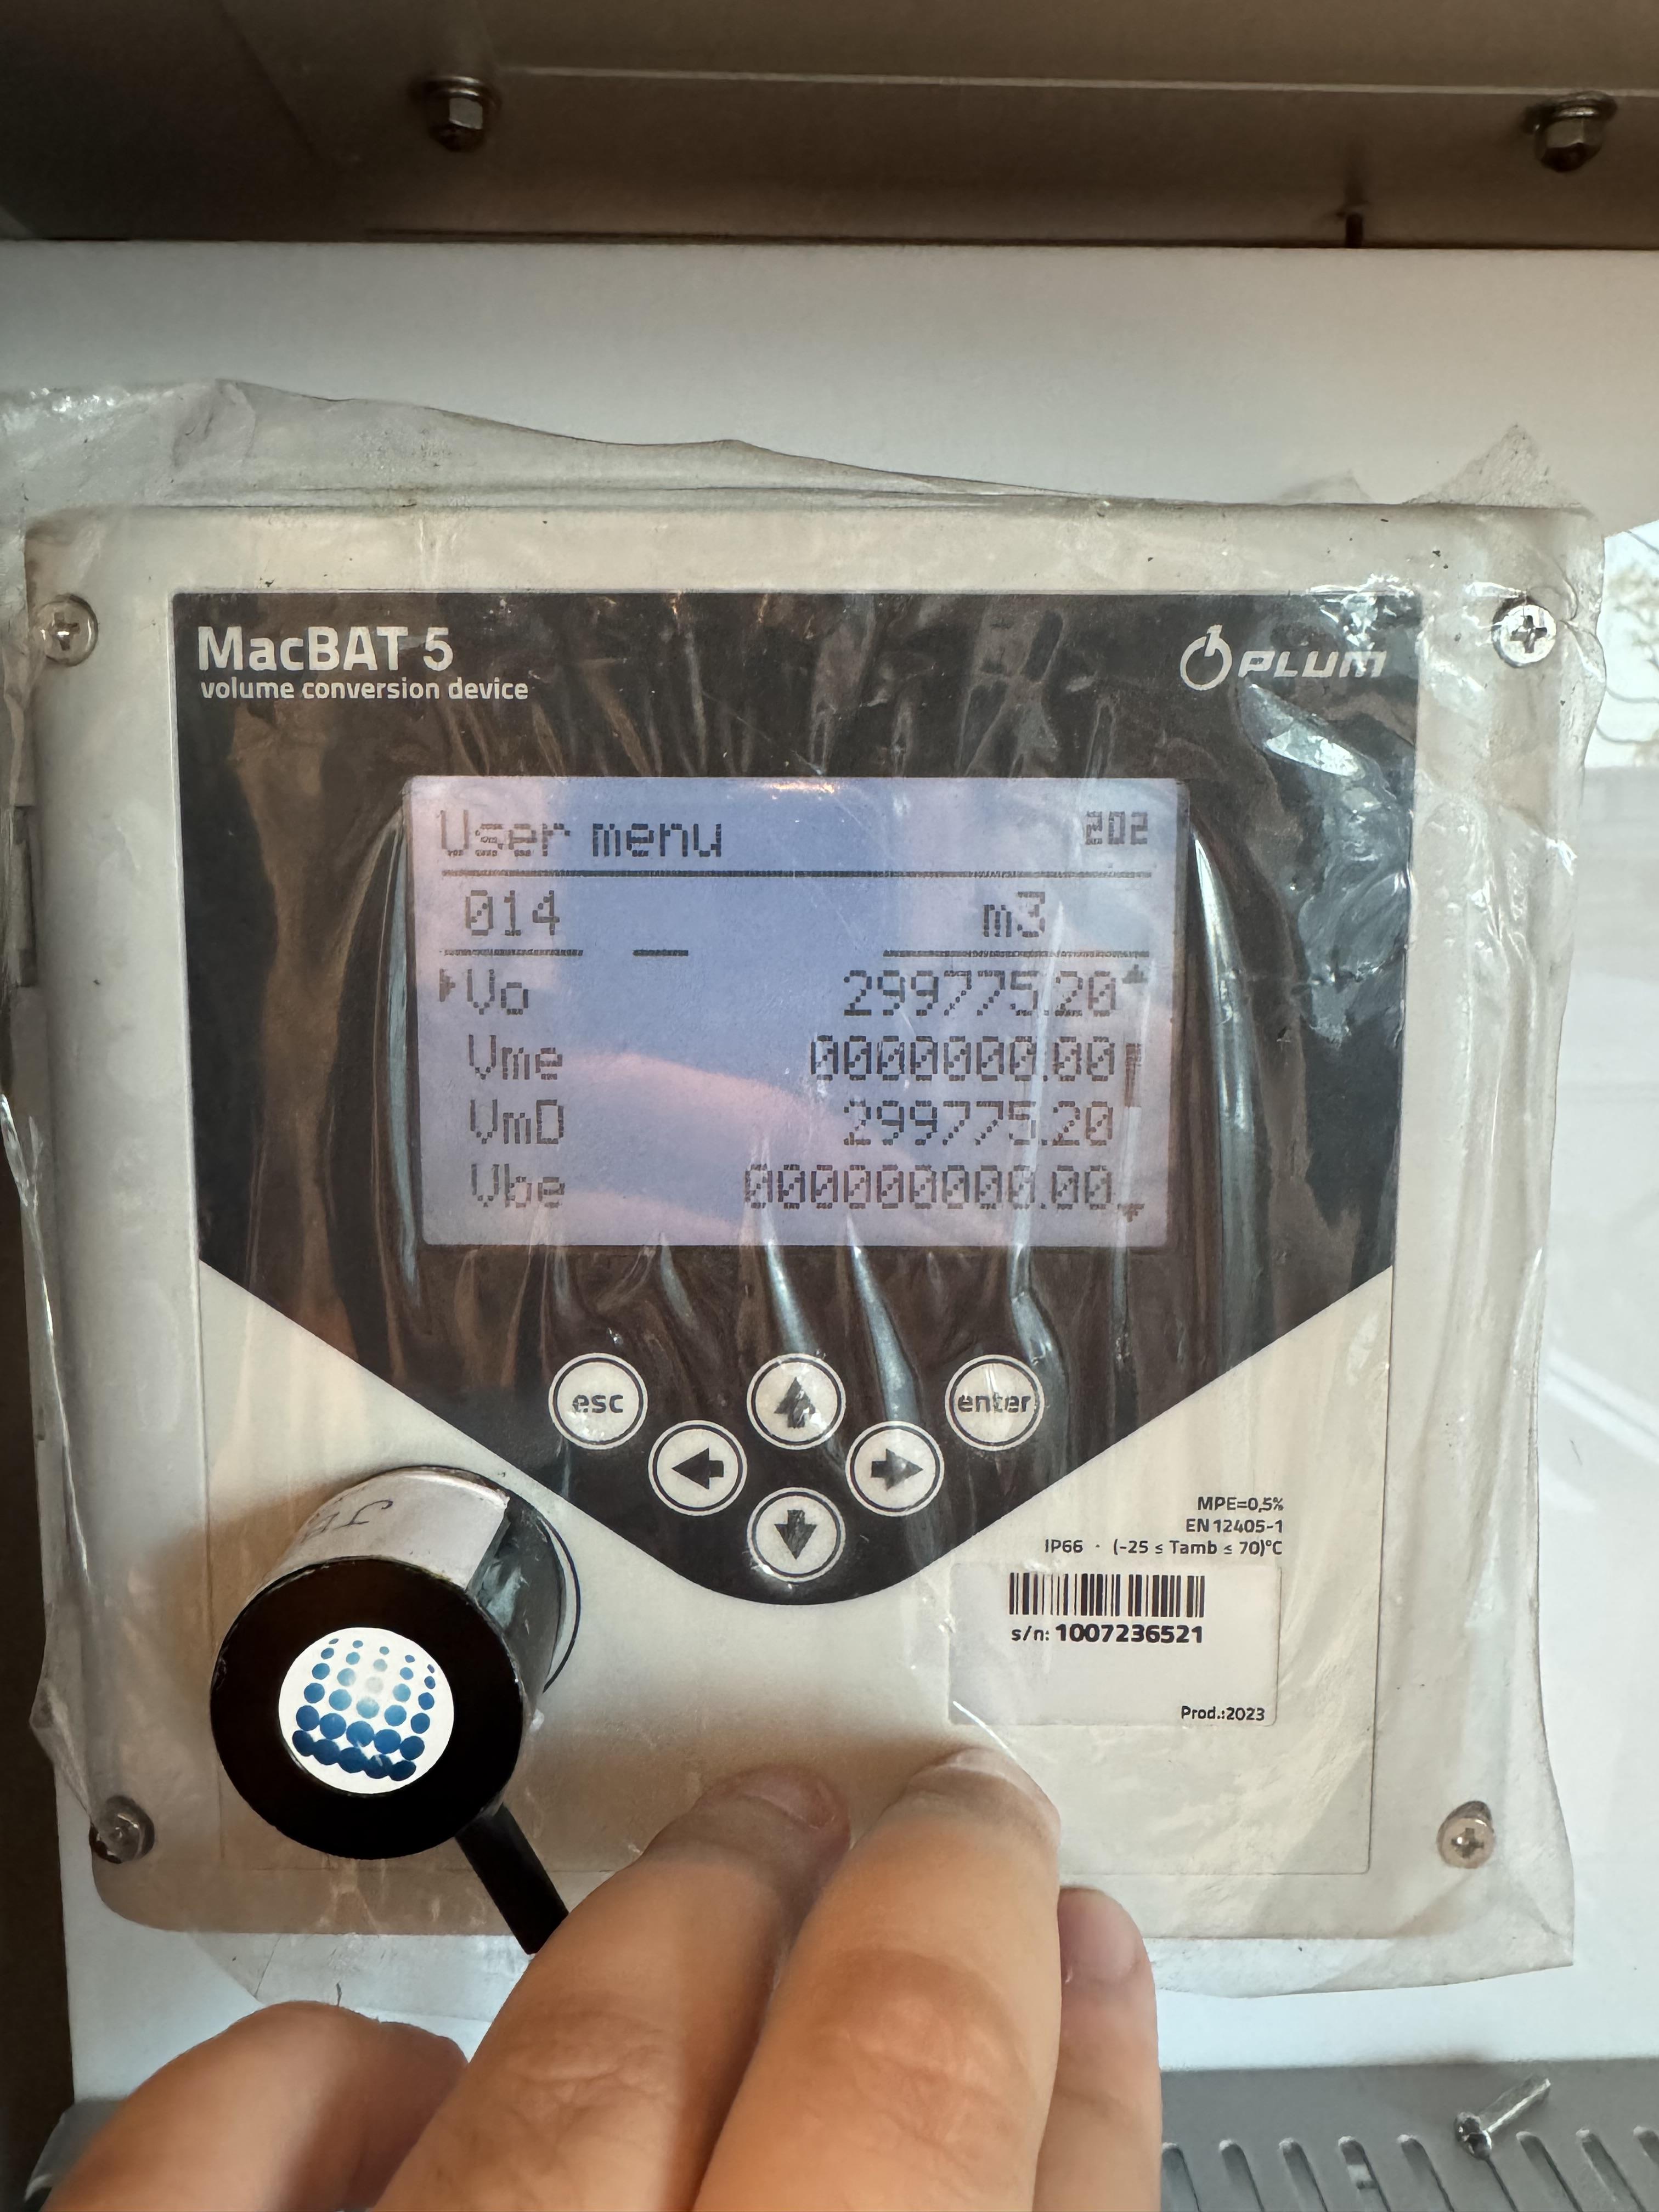 MacBAT 5
volume conversion device
PLUM
User menu 202
014 m3
Vo 299775.20
Vme 0000000.00
VmD 299775.20
Vbe 000000000.00
esc
enter
MPE=0,5%
EN 12405-1
IP66 · (-25 ≤ Tamb ≤ 70)°C
s/n: 1007236521
Prod.:2023